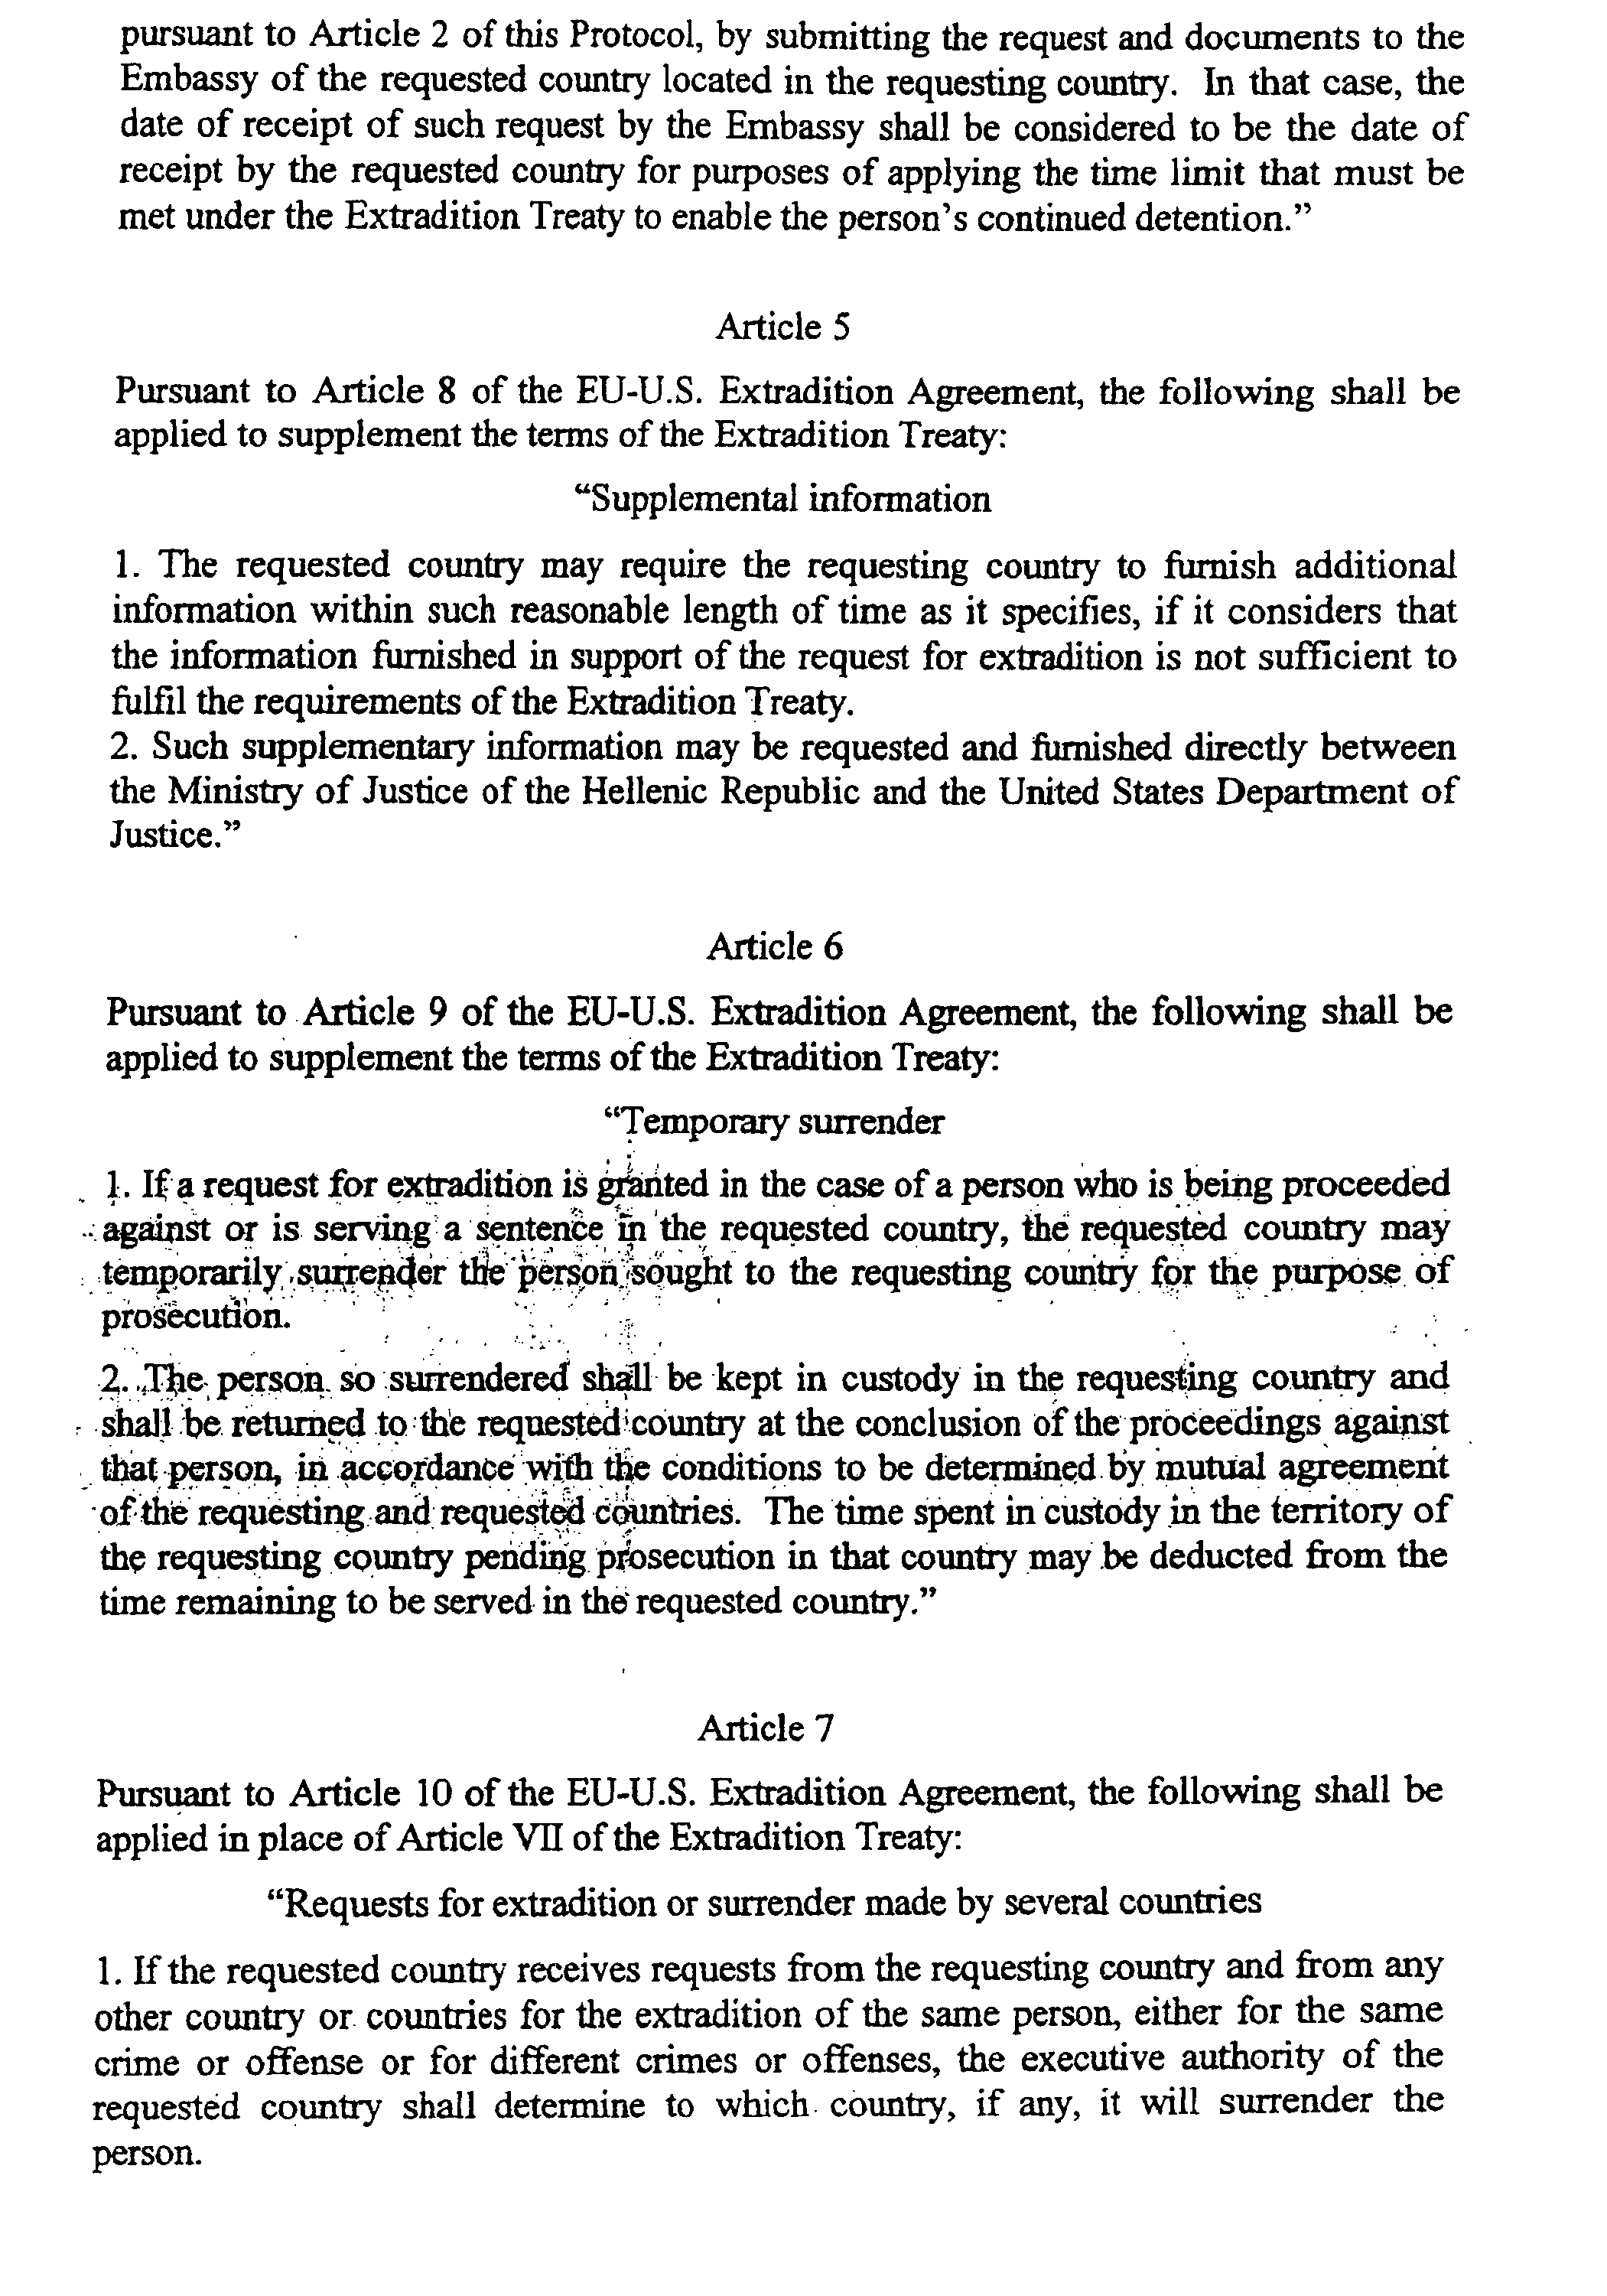 pursuant to Article 2 of this Protocol, by submitting the request and documents to the
Embassy of the requested country located in the requesting country. In that case, the
date of receipt of such request by the Embassy shall be considered to be the date of
receipt by the requested country for purposes of applying the time limit that must be
met under the Extradition Treaty to enable the person's continued detention.”
Article 5
Pursuant to Article 8 of the EU-U.S. Extradition Agreement, the following shall be
applied to supplement the terms of the Extradition Treaty:
“Supplemental information
1. The requested country may require the requesting country to furnish additional
information within such reasonable length of time as it specifies, if it considers that
the information furnished in support of the request for extradition is not sufficient to
fulfil the requirements of the Extradition Treaty.
2. Such supplementary information may be requested and furnished directly between
the Ministry of Justice of the Hellenic Republic and the United States Department of
Justice.”
Article 6
Pursuant to Article 9 of the EU-U.S. Extradition Agreement, the following shall be
applied to supplement the terms of the Extradition Treaty:
“Temporary surrender
1. If a request for extradition is granted in the case of a person who is being proceeded
against or is serving a sentence in the requested country, the requested country may
temporarily surrender the person sought to the requesting country for the purpose of
prosecution.
2. The person so surrendered shall be kept in custody in the requesting country and
shall be returned to the requested country at the conclusion of the proceedings against
that person, in accordance with the conditions to be determined by mutual agreement
of the requesting and requested countries. The time spent in custody in the territory of
the requesting country pending prosecution in that country may be deducted from the
time remaining to be served in the requested country.”
Article 7
Pursuant to Article 10 of the EU-U.S. Extradition Agreement, the following shall be
applied in place of Article VII of the Extradition Treaty:
“Requests for extradition or surrender made by several countries
1. If the requested country receives requests from the requesting country and from any
other country or countries for the extradition of the same person, either for the same
crime or offense or for different crimes or offenses, the executive authority of the
requested country shall determine to which country, if any, it will surrender the
person.